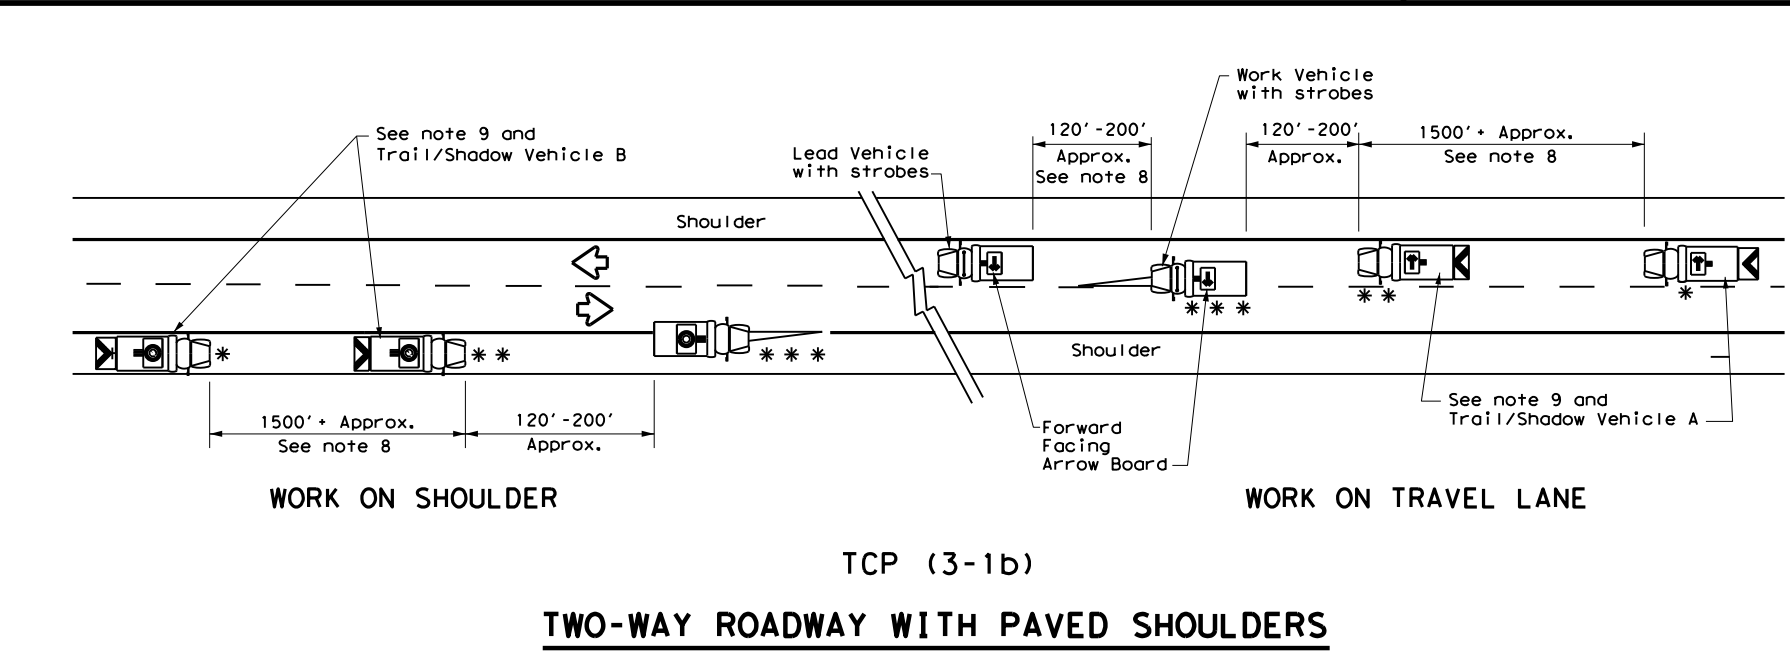 Work Vehicle
with strobes
See note 9 and
Trail/Shadow Vehicle B
120'-200'
Approx.
See note 8
120'-200'
Approx.
1500'+ Approx.
See note 8
Lead Vehicle
with strobes
Shoulder
* * *
* *
*
*
* *
* * *
Shoulder
1500'+ Approx.
See note 8
120'-200'
Approx.
Forward
Facing
Arrow Board
See note 9 and
Trail/Shadow Vehicle A
WORK ON SHOULDER
WORK ON TRAVEL LANE
TCP (3-1b)
TWO-WAY ROADWAY WITH PAVED SHOULDERS